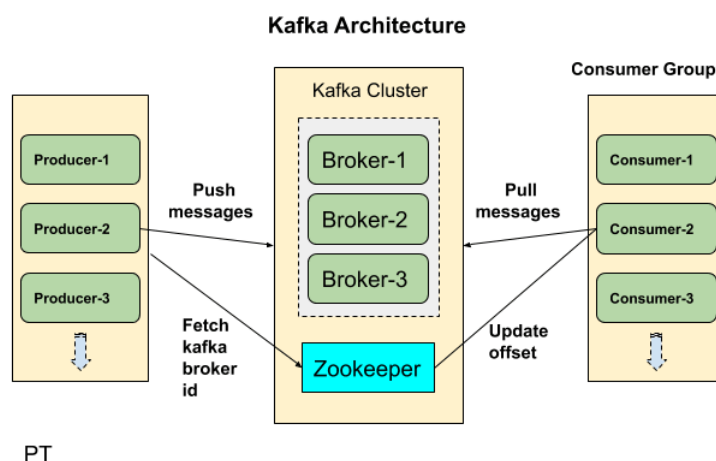 Kafka Architecture
Consumer Group
Kafka Cluster
Producer-1
Producer-2
Producer-3
Push
messages
Fetch
kafka
broker
id
Broker-1
Broker-2
Broker-3
Zookeeper
Pull
messages
Update
offset
Consumer-1
Consumer-2
Consumer-3
PT